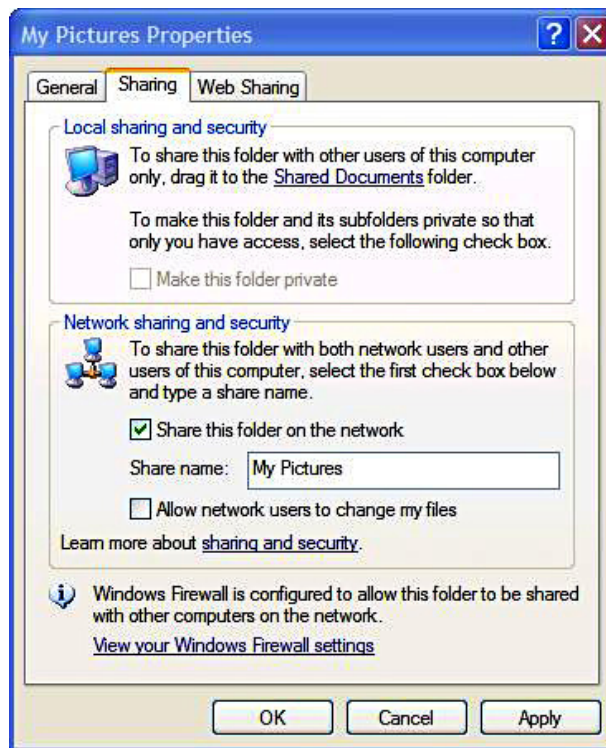 My Pictures Properties
?
General Sharing Web Sharing
Local sharing and security
To share this folder with other users of this computer
only, drag it to the Shared Documents folder.
To make this folder and its subfolders private so that
only you have access, select the following check box.
Make this folder private
Network sharing and security
To share this folder with both network users and other
users of this computer, select the first check box below
and type a share name.
Share this folder on the network
Share name: My Pictures
Allow network users to change my files
Learn more about sharing and security.
Windows Firewall is configured to allow this folder to be shared
with other computers on the network.
View your Windows Firewall settings
OK Cancel Apply